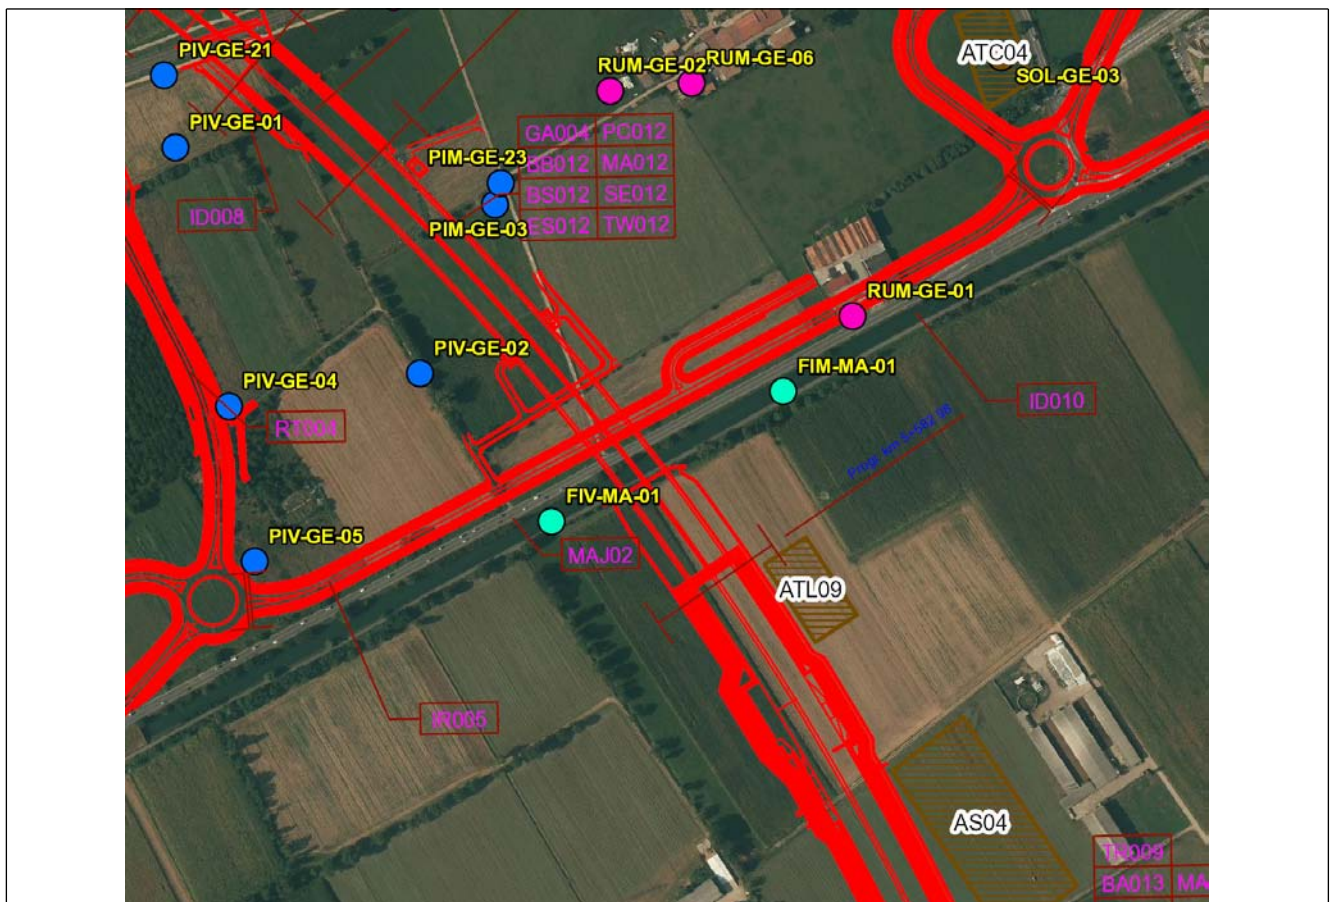 PIV-GE-21
ATC04
RUM-GE-02
RUM-GE-06
SOL-GE-03
PIV-GE-01
GA004 PC012
PIM-GE-23
BB012 MA012
BS012 SE012
ID008
PIM-GE-03
ES012 TW012
RUM-GE-01
PIV-GE-02
FIM-MA-01
PIV-GE-04
ID010
RT004
FIV-MA-01
PIV-GE-05
MAJ02
ATL09
IR005
AS04
BA013 MA